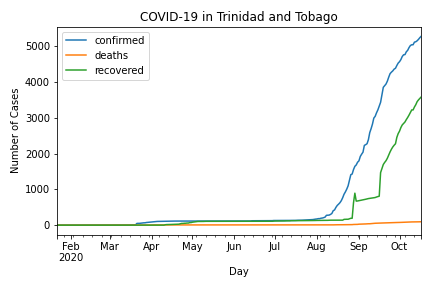 COVID-19 in Trinidad and Tobago
confirmed
deaths
recovered
Number of Cases
5000
4000
3000
2000
1000
0
Feb Mar Apr May Jun Jul Aug Sep Oct
2020
Day